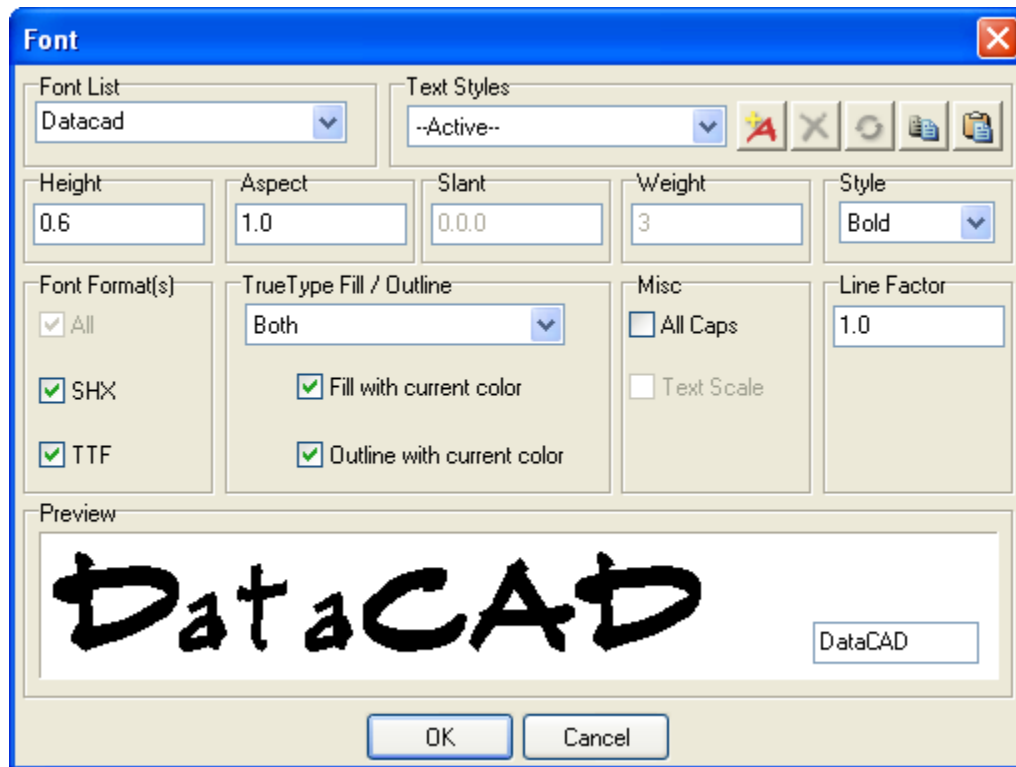 Font
Font List Text Styles
Datacad --Active--
Height Aspect Slant Weight Style
0.6 1.0 0.0.0 3 Bold
Font Format(s) TrueType Fill / Outline Misc Line Factor
All Both All Caps 1.0
SHX Fill with current color Text Scale
TTF Outline with current color
Preview
DataCAD
DataCAD
OK Cancel